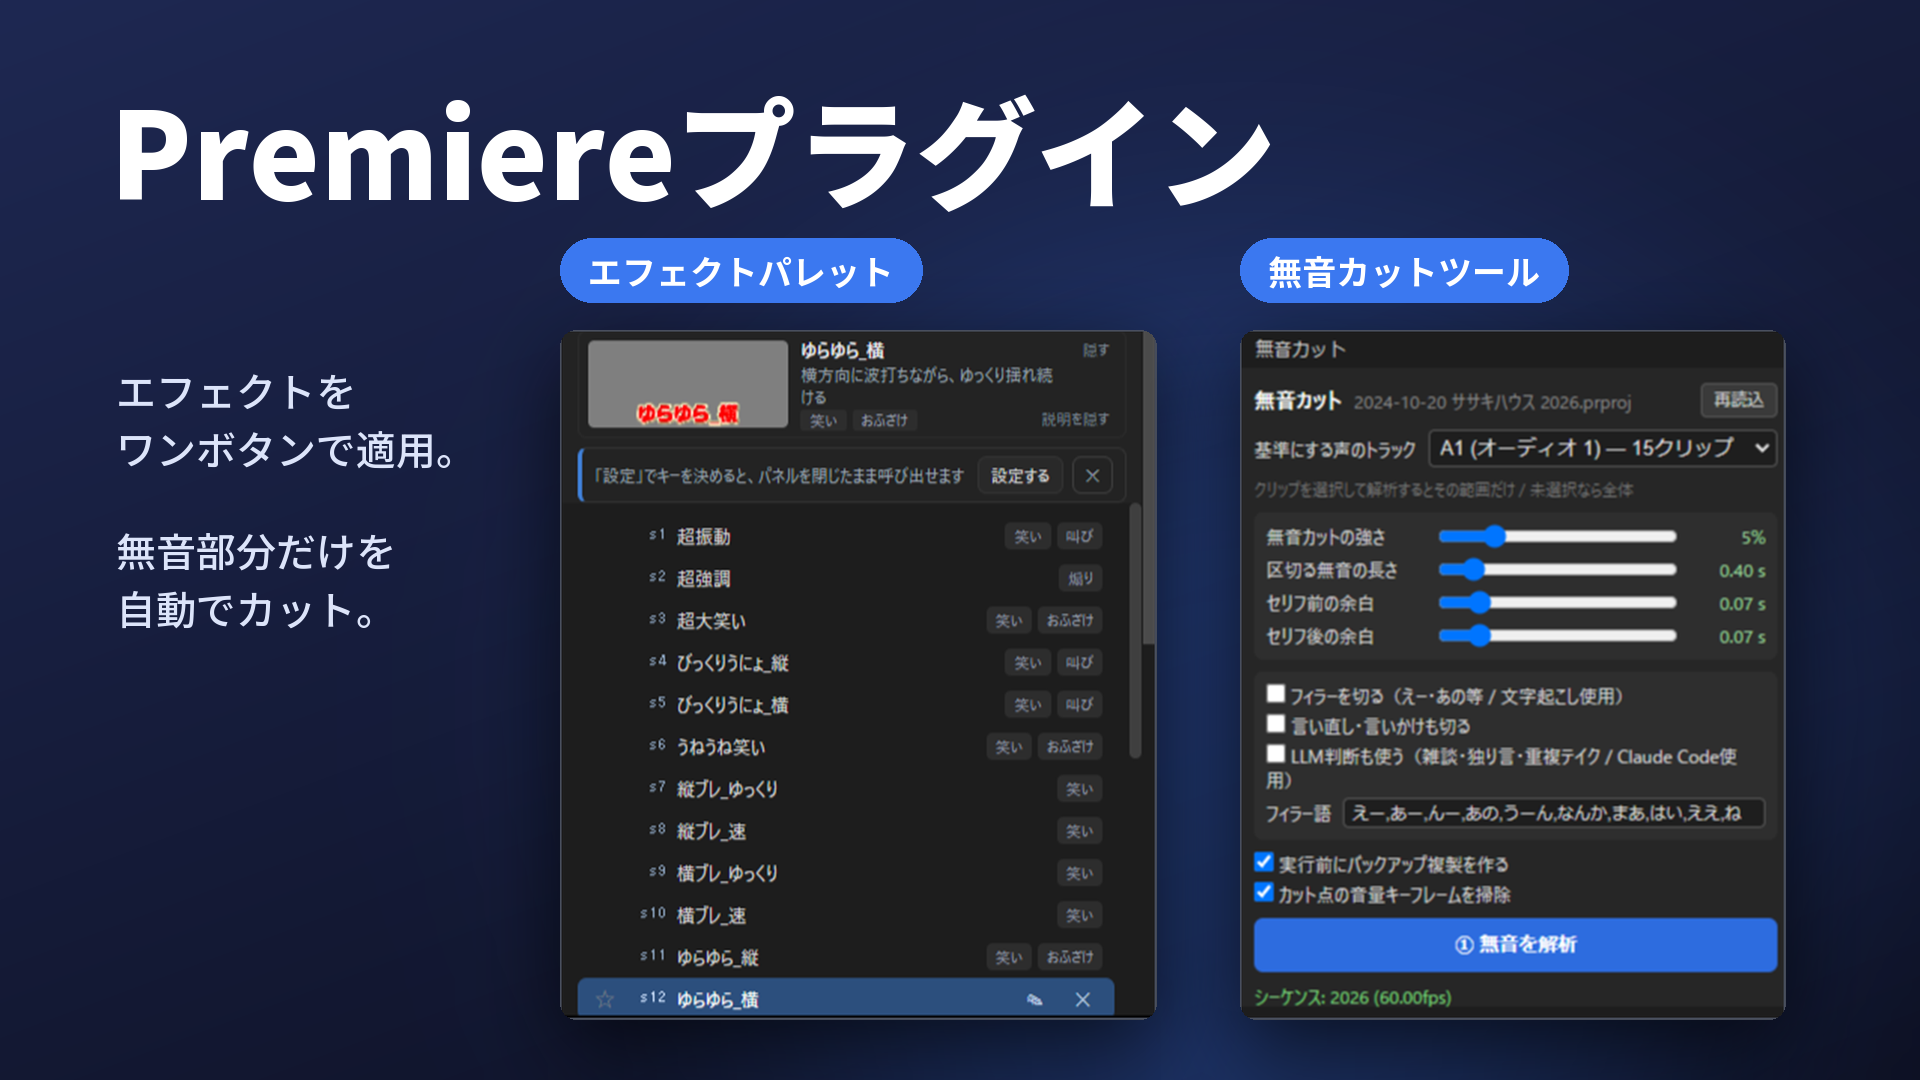 Premiereプラグイン
エフェクトを
ワンボタンで適用。
無音部分だけを
自動でカット。
エフェクトパレット
ゆらゆら_横
ゆらゆら_横
隠す
横方向に波打ちながら、ゆっくり揺れ続
ける
笑い おふざけ
説明を隠す
「設定」でキーを決めると、パネルを閉じたまま呼び出せます 設定する ×
s1 超振動 笑い 叫び
s2 超強調 煽り
s3 超大笑い 笑い おふざけ
s4 びっくりうにょ_縦 笑い 叫び
s5 びっくりうにょ_横 笑い 叫び
s6 うねうね笑い 笑い おふざけ
s7 縦ブレ_ゆっくり 笑い
s8 縦ブレ_速 笑い
s9 横ブレ_ゆっくり 笑い
s10 横ブレ_速 笑い
s11 ゆらゆら_縦 笑い おふざけ
☆ s12 ゆらゆら_横 ✎ ×
無音カットツール
無音カット
無音カット 2024-10-20 ササキハウス 2026.prproj 再読込
基準にする声のトラック A1 (オーディオ 1) — 15クリップ
クリップを選択して解析するとその範囲だけ / 未選択なら全体
無音カットの強さ 5%
区切る無音の長さ 0.40 s
セリフ前の余白 0.07 s
セリフ後の余白 0.07 s
フィラーを切る（えー・あの等 / 文字起こし使用）
言い直し・言いかけも切る
LLM判断も使う（雑談・独り言・重複テイク / Claude Code使
用）
フィラー語 えー,あー,んー,あの,うーん,なんか,まあ,はい,ええ,ね
実行前にバックアップ複製を作る
カット点の音量キーフレームを掃除
① 無音を解析
シーケンス: 2026 (60.00fps)